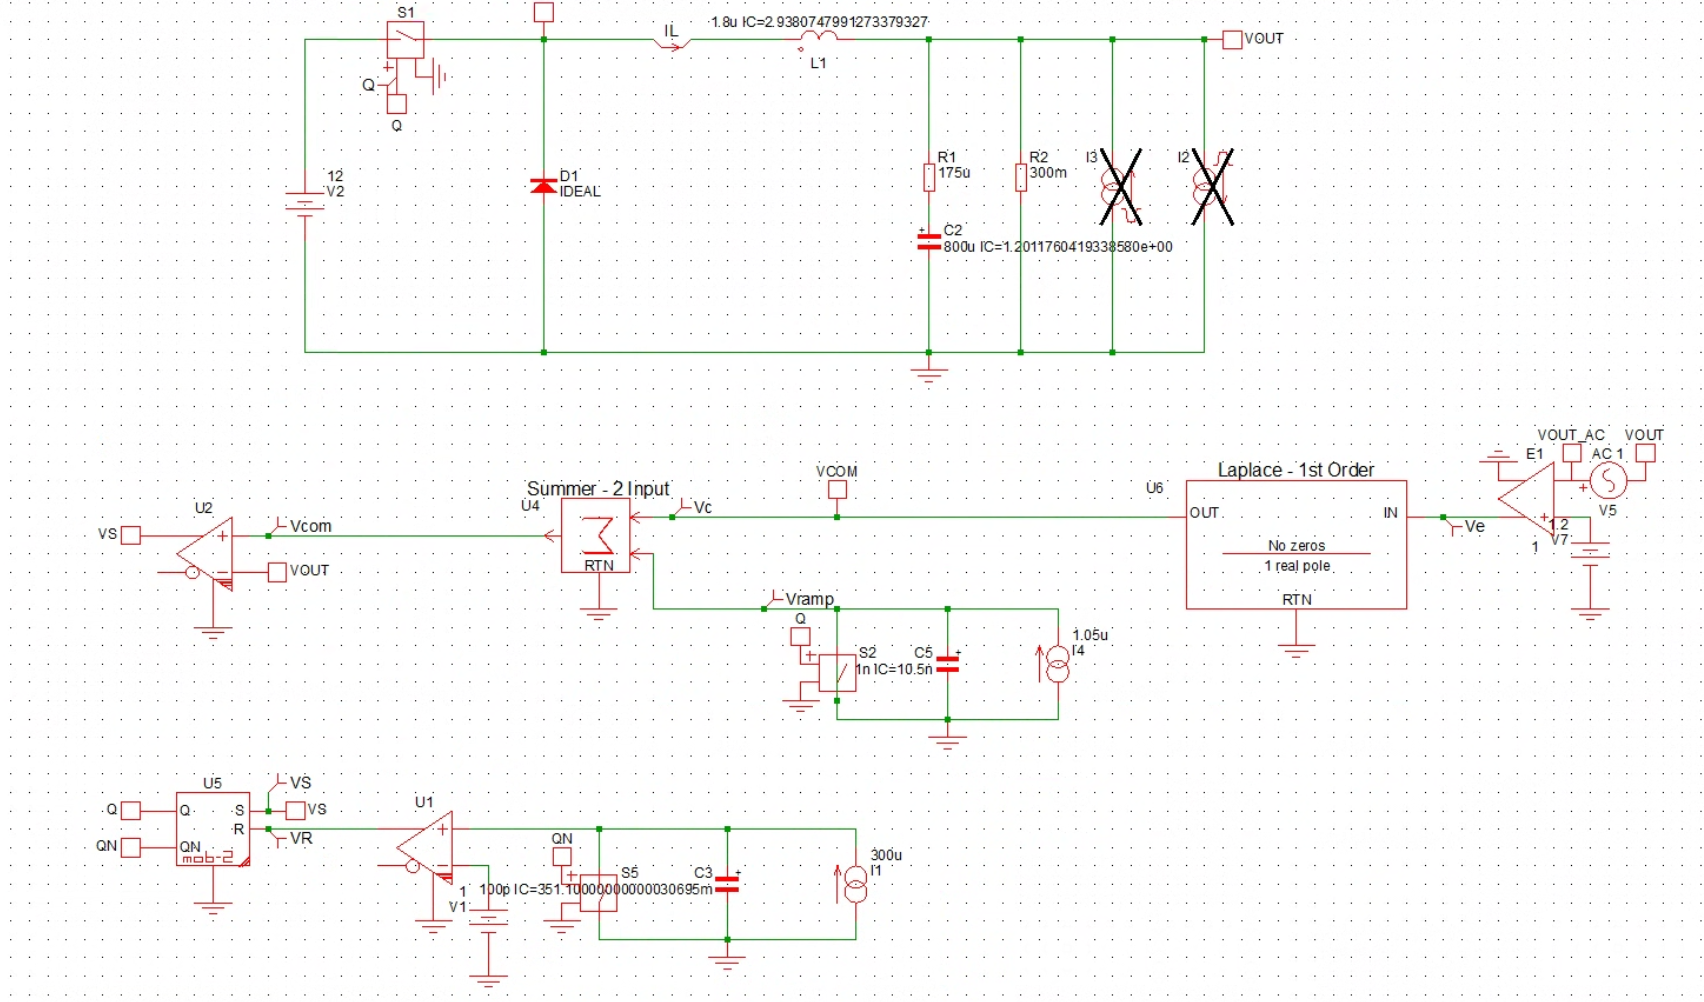 S1
1.8u IC=2.9380747991273379327
IL
VOUT
L1
Q
Q
12
V2
D1
IDEAL
R1
175u
R2
300m
I3
I2
C2
800u IC=1.2011760419338580e+00
VOUT_AC
VOUT
E1
AC 1
VCOM
Laplace - 1st Order
Summer - 2 Input
U6
U4
U2
Vc
VS
Vcom
OUT
IN
Ve
V5
1.2
V7
1
No zeros
1 real pole
RTN
VOUT
RTN
Vramp
Q
1.05u
I4
S2
C5
1n IC=10.5n
U5
VS
U1
Q
Q
S
VS
R
VR
QN
QN
mob-2
QN
300u
I1
S5
C3
1
100p IC=351.10000000000030695m
V1